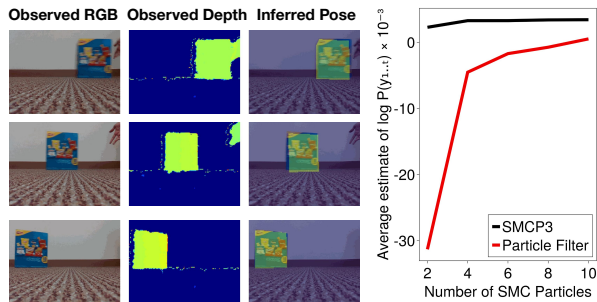 Observed RGB Observed Depth Inferred Pose
Average estimate of log P(y₁...ₜ) × 10⁻³
0
-10
-20
-30
SMCP3
Particle Filter
2 4 6 8 10
Number of SMC Particles